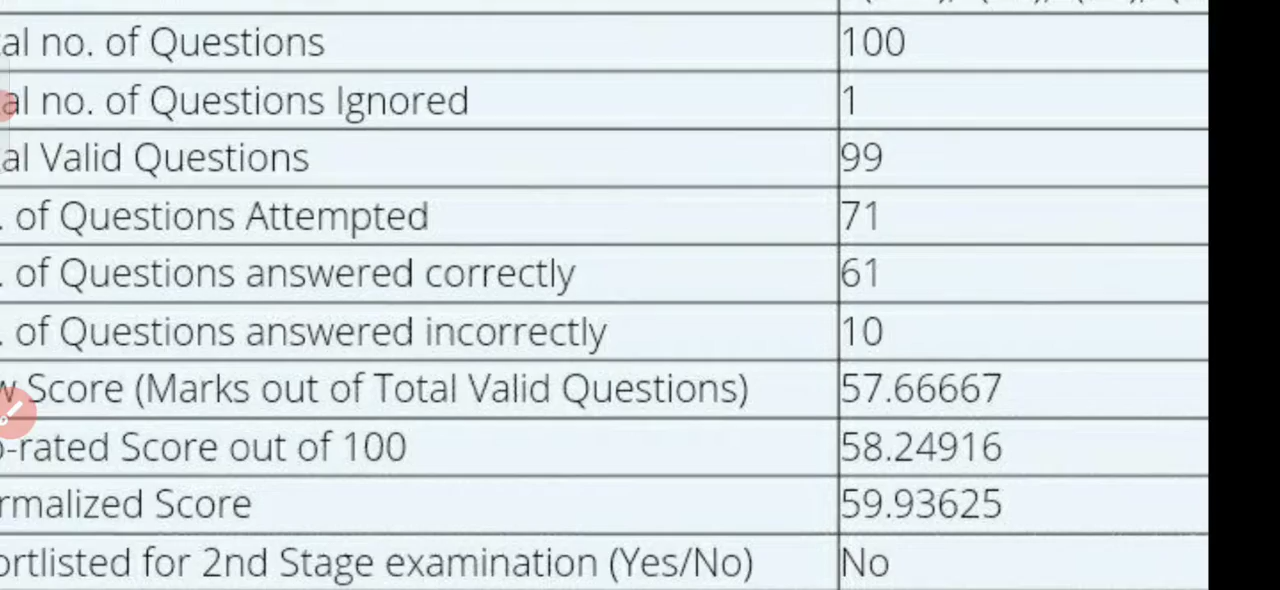 al no. of Questions 100
al no. of Questions Ignored 1
al Valid Questions 99
. of Questions Attempted 71
. of Questions answered correctly 61
. of Questions answered incorrectly 10
w Score (Marks out of Total Valid Questions) 57.66667
-rated Score out of 100 58.24916
rmalized Score 59.93625
ortlisted for 2nd Stage examination (Yes/No) No